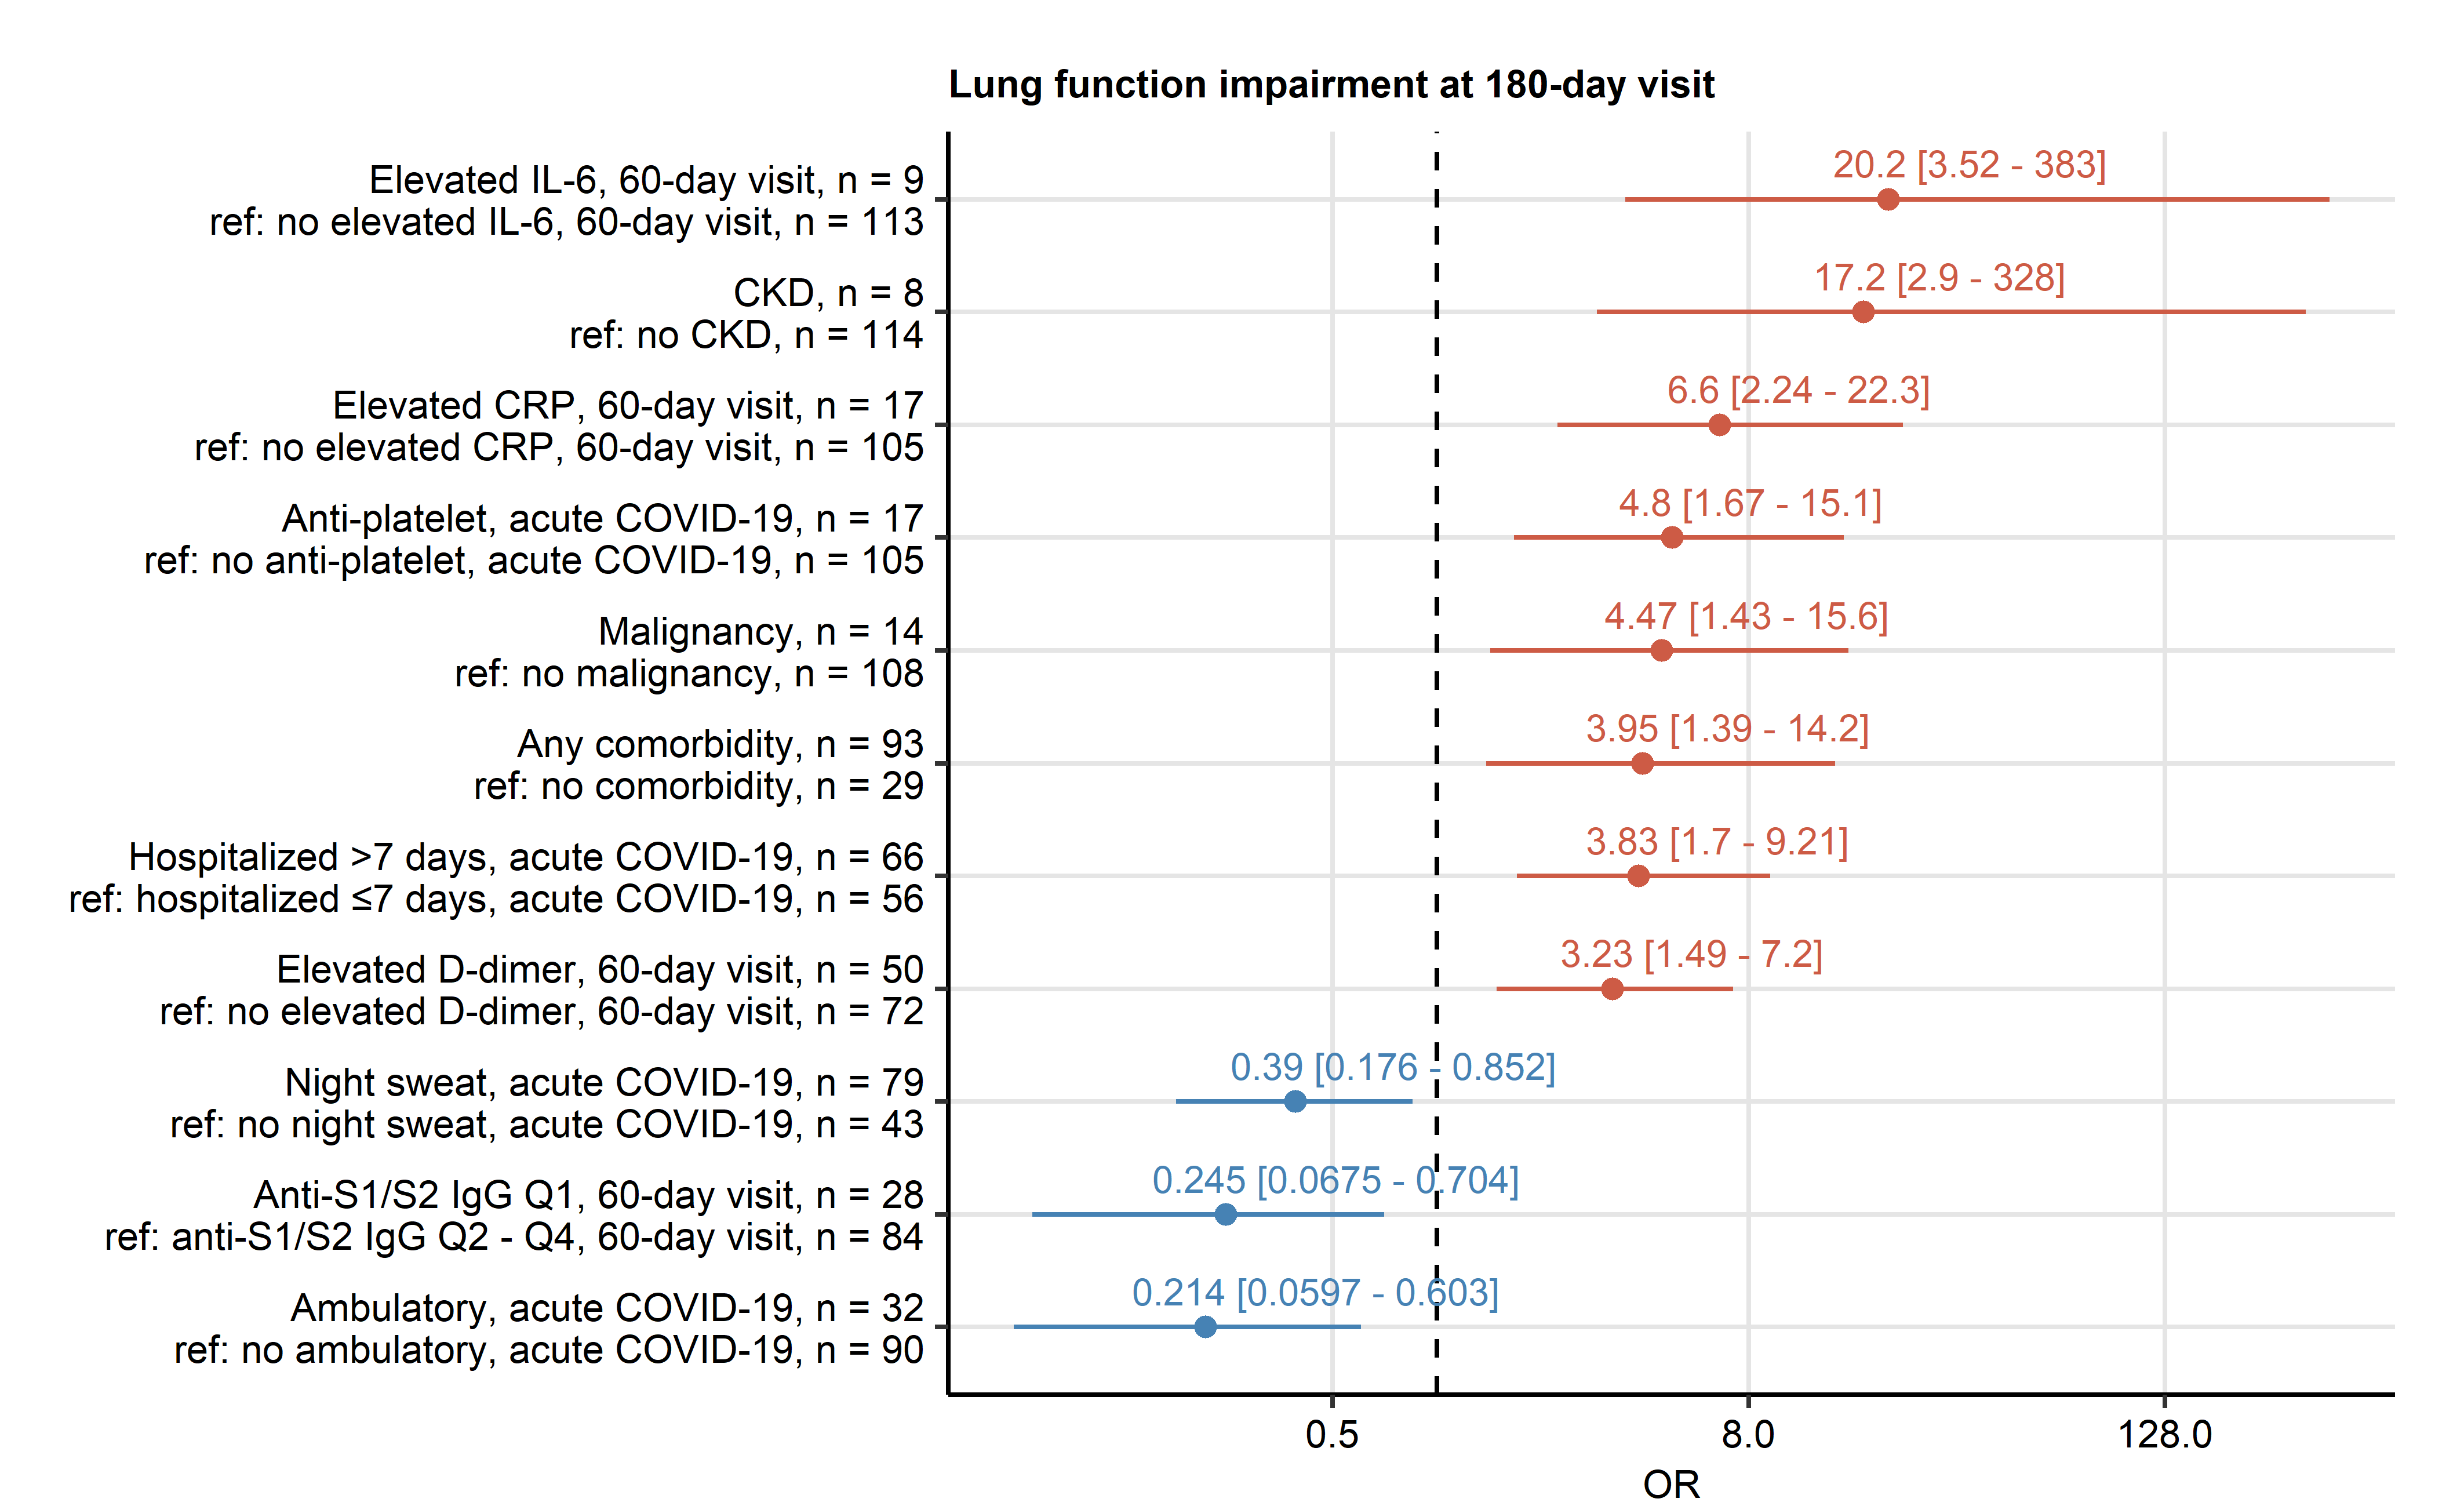 Lung function impairment at 180-day visit
Elevated IL-6, 60-day visit, n = 9
ref: no elevated IL-6, 60-day visit, n = 113
20.2 [3.52 - 383]
CKD, n = 8
ref: no CKD, n = 114
17.2 [2.9 - 328]
Elevated CRP, 60-day visit, n = 17
ref: no elevated CRP, 60-day visit, n = 105
6.6 [2.24 - 22.3]
Anti-platelet, acute COVID-19, n = 17
ref: no anti-platelet, acute COVID-19, n = 105
4.8 [1.67 - 15.1]
Malignancy, n = 14
ref: no malignancy, n = 108
4.47 [1.43 - 15.6]
Any comorbidity, n = 93
ref: no comorbidity, n = 29
3.95 [1.39 - 14.2]
Hospitalized >7 days, acute COVID-19, n = 66
ref: hospitalized ≤7 days, acute COVID-19, n = 56
3.83 [1.7 - 9.21]
Elevated D-dimer, 60-day visit, n = 50
ref: no elevated D-dimer, 60-day visit, n = 72
3.23 [1.49 - 7.2]
Night sweat, acute COVID-19, n = 79
ref: no night sweat, acute COVID-19, n = 43
0.39 [0.176 - 0.852]
Anti-S1/S2 IgG Q1, 60-day visit, n = 28
ref: anti-S1/S2 IgG Q2 - Q4, 60-day visit, n = 84
0.245 [0.0675 - 0.704]
Ambulatory, acute COVID-19, n = 32
ref: no ambulatory, acute COVID-19, n = 90
0.214 [0.0597 - 0.603]
0.5 8.0 128.0
OR